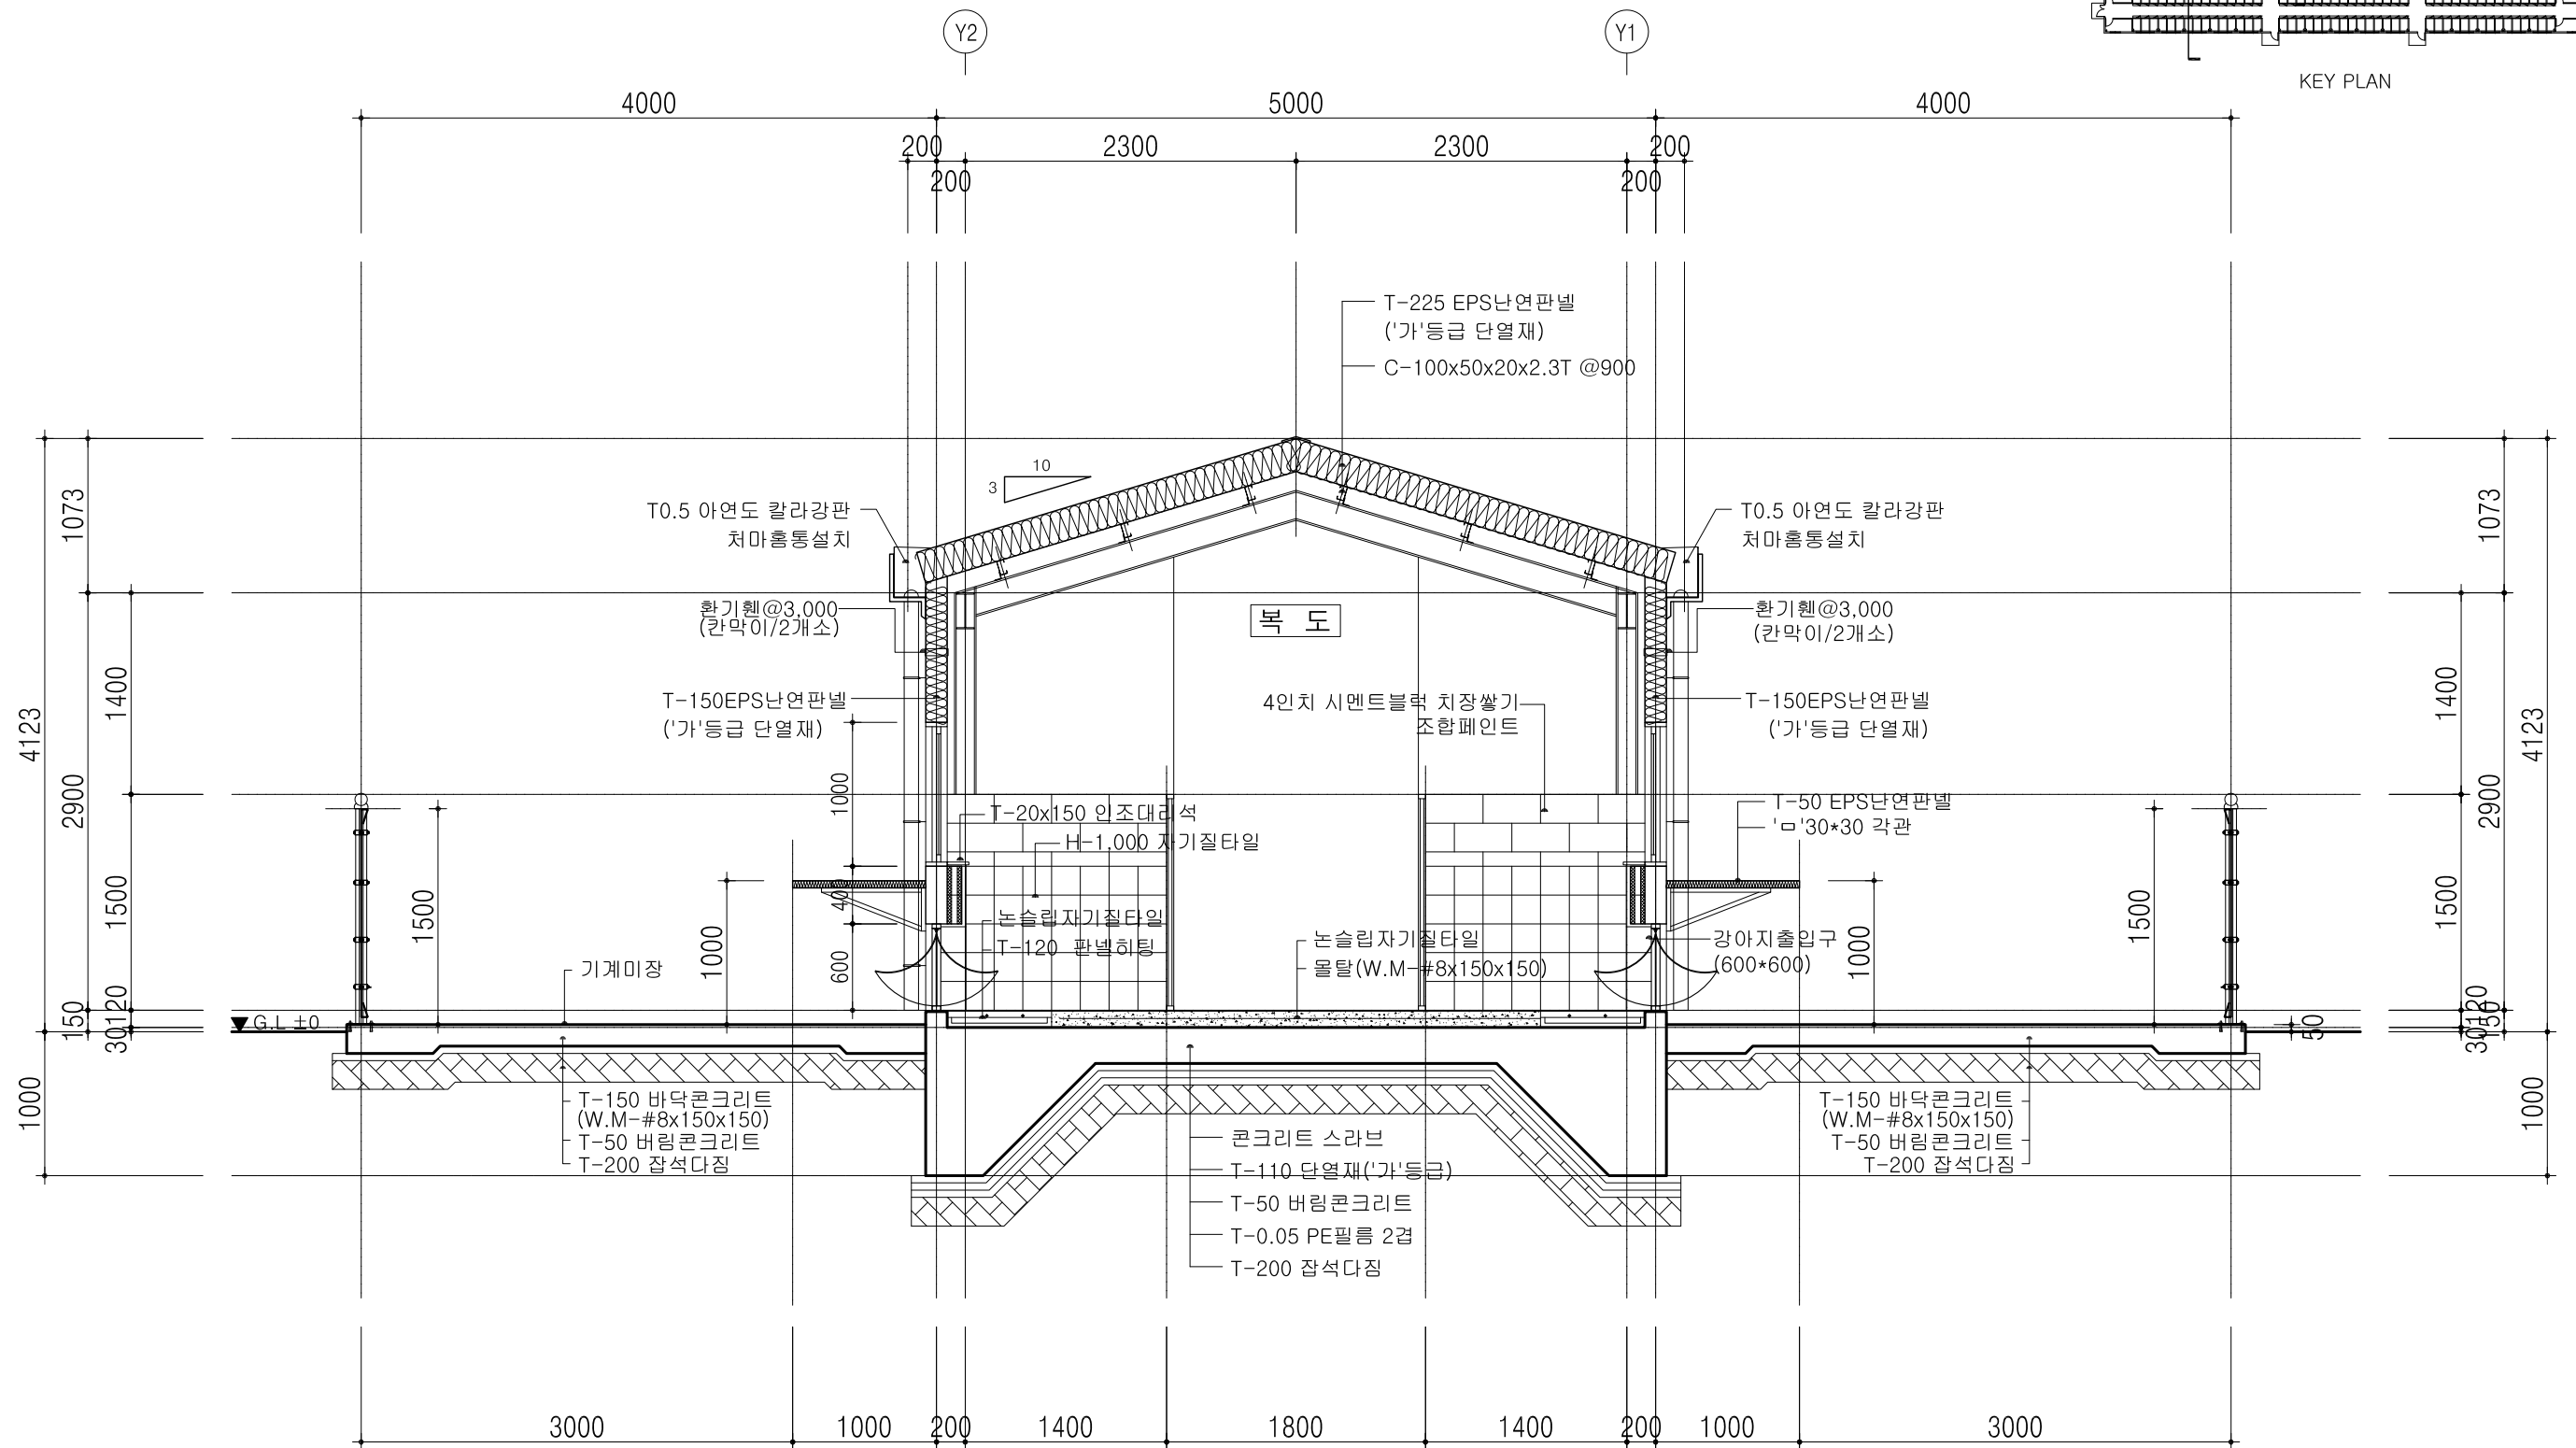 Y2
Y1
KEY PLAN
4000
5000
4000
200
2300
2300
200
200
200
T-225 EPS난연판넬
('가'등급 단열재)
C-100x50x20x2.3T @900
10
3
T0.5 아연도 칼라강판
처마홈통설치
T0.5 아연도 칼라강판
처마홈통설치
1073
1073
환기휀@3,000
(칸막이/2개소)
복 도
환기휀@3,000
(칸막이/2개소)
T-150EPS난연판넬
('가'등급 단열재)
4인치 시멘트블럭 치장쌓기
조합페인트
T-150EPS난연판넬
('가'등급 단열재)
4123
2900
1400
1400
2900
4123
1000
T-20x150 인조대리석
H-1,000 자기질타일
T-50 EPS난연판넬
'ㅁ'30*30 각관
1500
1500
1000
400
600
논슬립자기질타일
T-120 판넬히팅
논슬립자기질타일
몰탈(W.M-#8x150x150)
강아지출입구
(600*600)
1000
1500
1500
기계미장
G.L ±0
150
120
30
50
120
30
150
1000
1000
T-150 바닥콘크리트
(W.M-#8x150x150)
T-50 버림콘크리트
T-200 잡석다짐
T-150 바닥콘크리트
(W.M-#8x150x150)
T-50 버림콘크리트
T-200 잡석다짐
콘크리트 스라브
T-110 단열재('가'등급)
T-50 버림콘크리트
T-0.05 PE필름 2겹
T-200 잡석다짐
3000
1000
200
1400
1800
1400
200
1000
3000